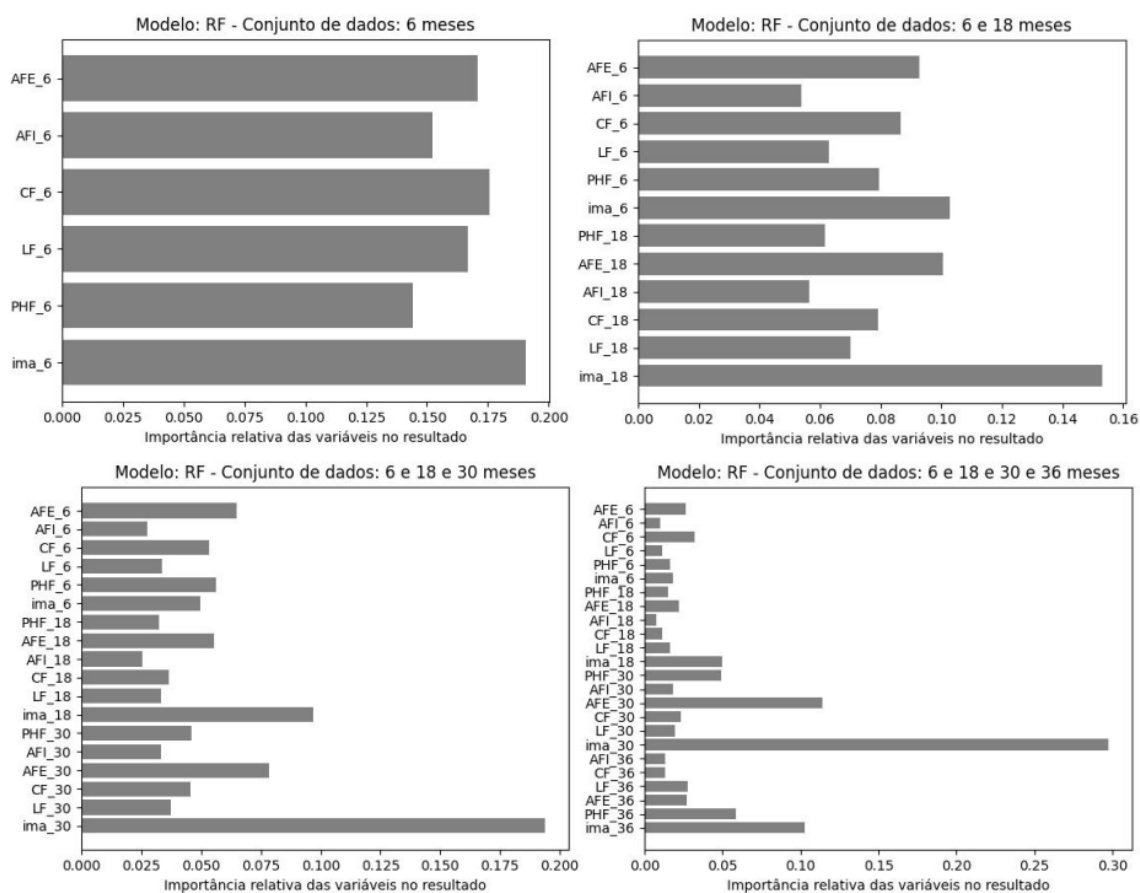 Modelo: RF - Conjunto de dados: 6 meses
AFE_6
AFI_6
CF_6
LF_6
PHF_6
ima_6
0.000 0.025 0.050 0.075 0.100 0.125 0.150 0.175 0.200
Importância relativa das variáveis no resultado
Modelo: RF - Conjunto de dados: 6 e 18 meses
AFE_6
AFI_6
CF_6
LF_6
PHF_6
ima_6
PHF_18
AFE_18
AFI_18
CF_18
LF_18
ima_18
0.00 0.02 0.04 0.06 0.08 0.10 0.12 0.14 0.16
Importância relativa das variáveis no resultado
Modelo: RF - Conjunto de dados: 6 e 18 e 30 meses
AFE_6
AFI_6
CF_6
LF_6
PHF_6
ima_6
PHF_18
AFE_18
AFI_18
CF_18
LF_18
ima_18
PHF_30
AFI_30
AFE_30
CF_30
LF_30
ima_30
0.000 0.025 0.050 0.075 0.100 0.125 0.150 0.175 0.200
Importância relativa das variáveis no resultado
Modelo: RF - Conjunto de dados: 6 e 18 e 30 e 36 meses
AFE_6
AFI_6
CF_6
LF_6
PHF_6
ima_6
PHF_18
AFE_18
AFI_18
CF_18
LF_18
ima_18
PHF_30
AFI_30
AFE_30
CF_30
LF_30
ima_30
AFI_36
CF_36
LF_36
AFE_36
PHF_36
ima_36
0.00 0.05 0.10 0.15 0.20 0.25 0.30
Importância relativa das variáveis no resultado